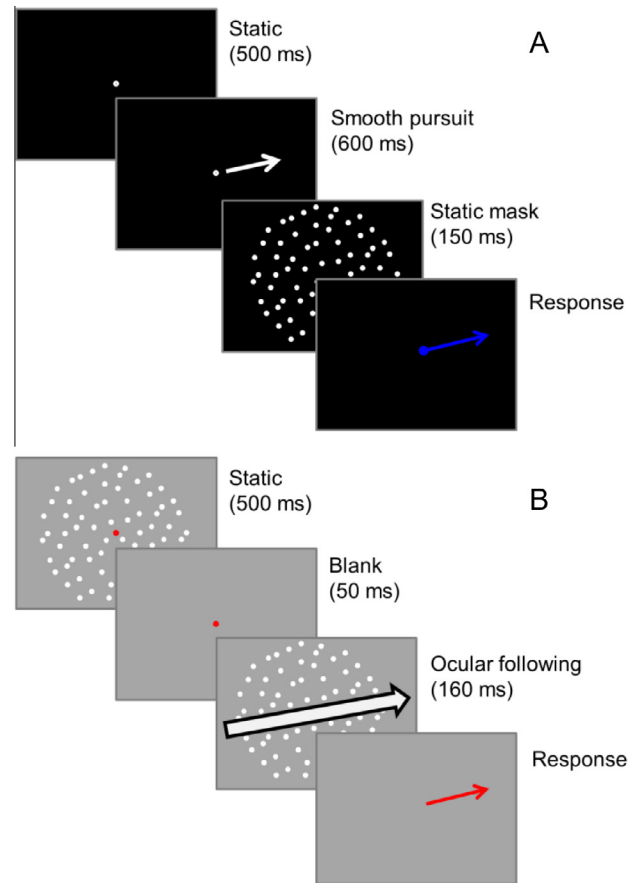 A
Static
(500 ms)
Smooth pursuit
(600 ms)
Static mask
(150 ms)
Response
B
Static
(500 ms)
Blank
(50 ms)
Ocular following
(160 ms)
Response